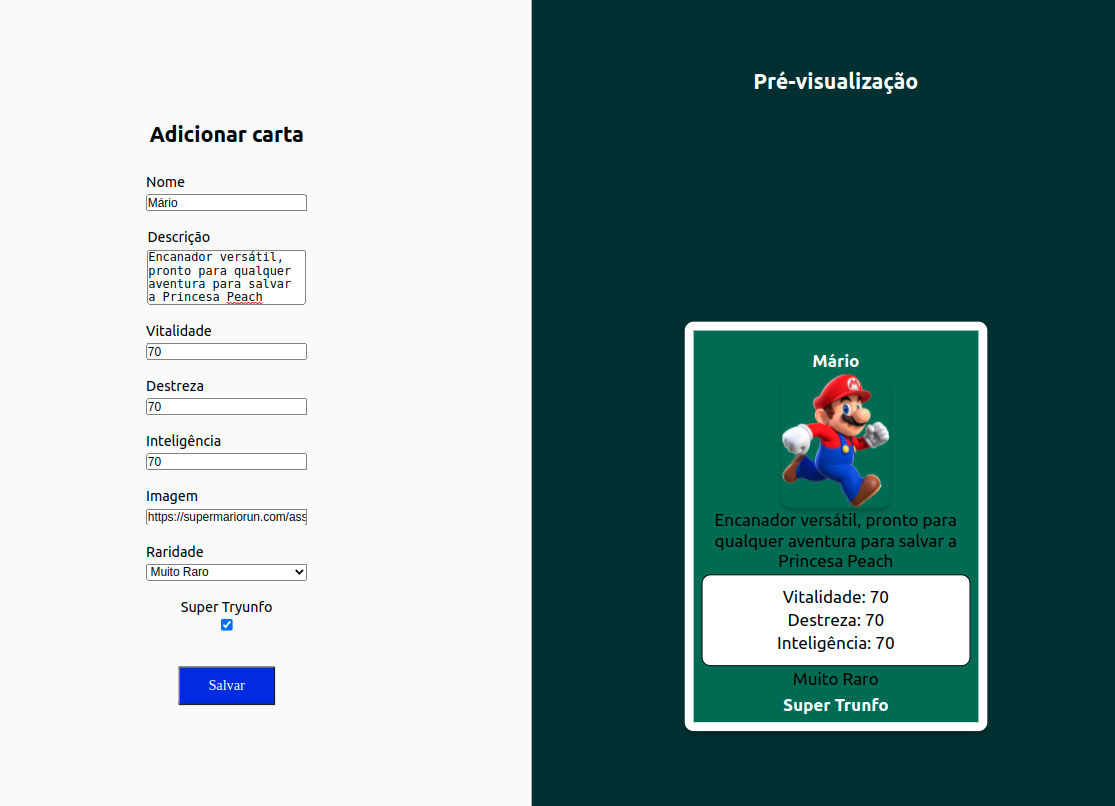 Adicionar carta
Nome
Mário
Descrição
Encanador versátil,
pronto para qualquer
aventura para salvar
a Princesa Peach
Vitalidade
70
Destreza
70
Inteligência
70
Imagem
https://supermariorun.com/ass
Raridade
Muito Raro
Super Tryunfo
Salvar
Pré-visualização
Mário
M
Encanador versátil, pronto para
qualquer aventura para salvar a
Princesa Peach
Vitalidade: 70
Destreza: 70
Inteligência: 70
Muito Raro
Super Trunfo